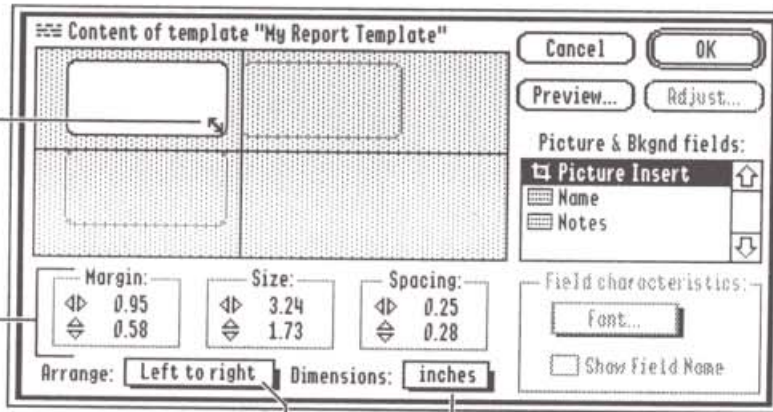 Content of template "My Report Template"
Cancel
OK
Preview...
Adjust...
Picture & Bkgnd fields:
Picture Insert
Name
Notes
Margin:
0.95
0.58
Size:
3.24
1.73
Spacing:
0.25
0.28
Field characteristics:
Font...
Show Field Name
Arrange: Left to right Dimensions: inches